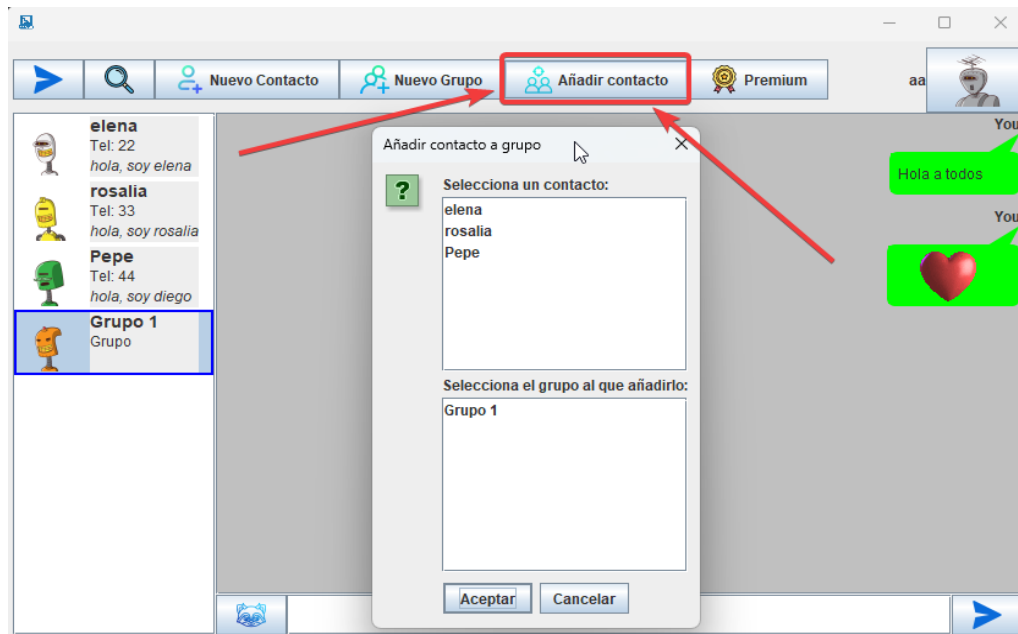 Nuevo Contacto
Nuevo Grupo
Añadir contacto
Premium
aa
elena
Tel: 22
hola, soy elena
rosalia
Tel: 33
hola, soy rosalia
Pepe
Tel: 44
hola, soy diego
Grupo 1
Grupo
Añadir contacto a grupo
?
Selecciona un contacto:
elena
rosalia
Pepe
Selecciona el grupo al que añadirlo:
Grupo 1
Aceptar
Cancelar
You
Hola a todos
You